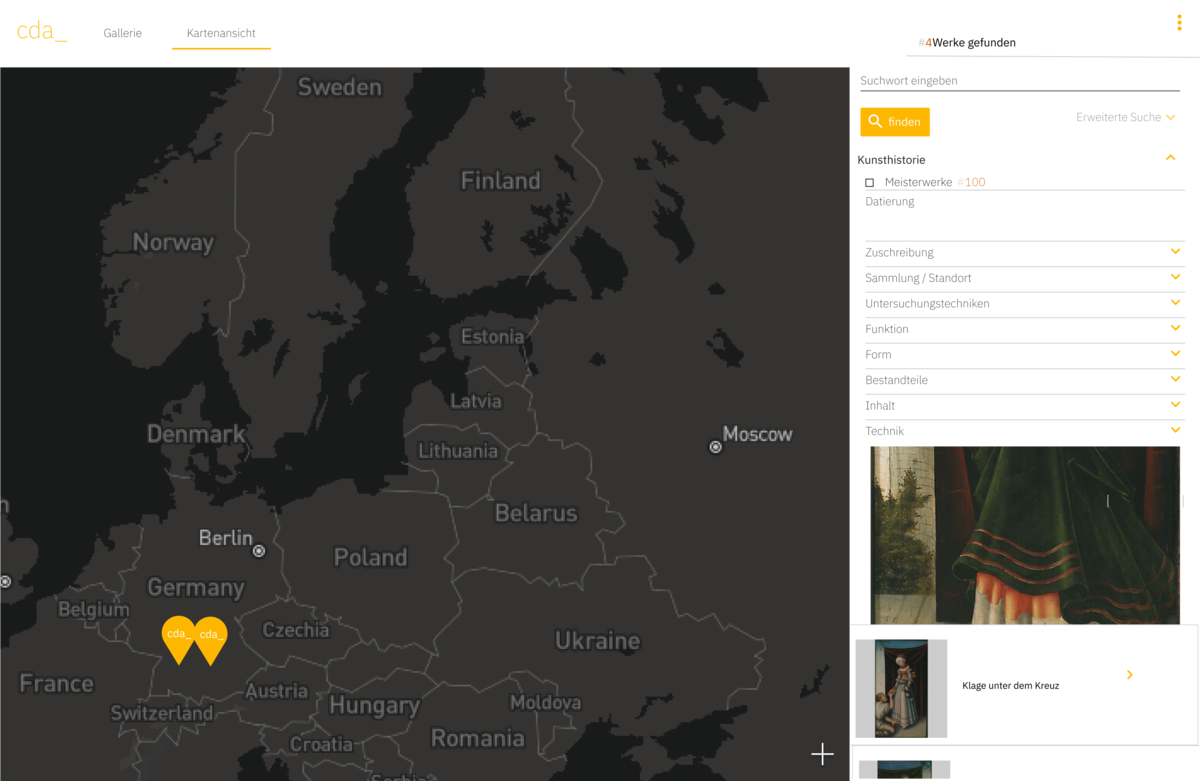 cda_
Gallerie
Kartenansicht
#4Werke gefunden
Suchwort eingeben
finden
Erweiterte Suche
Kunsthistorie
Meisterwerke #100
Datierung
Zuschreibung
Sammlung / Standort
Untersuchungstechniken
Funktion
Form
Bestandteile
Inhalt
Technik
Klage unter dem Kreuz
Sweden
Finland
Norway
Estonia
Latvia
Denmark
Moscow
Lithuania
Belarus
Berlin
Poland
Germany
Belgium
cda_
cda_
Czechia
Ukraine
France
Austria
Switzerland
Hungary
Moldova
Croatia
Romania
Serbia